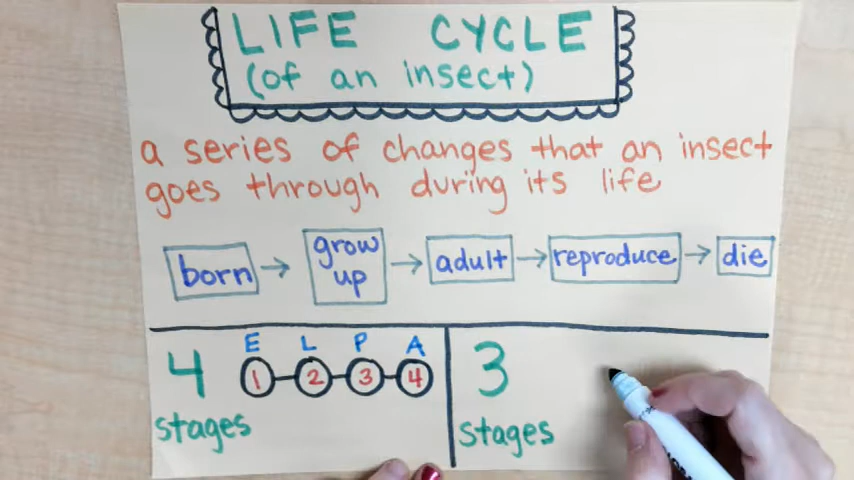 LIFE CYCLE
(of an insect)
a series of changes that an insect
goes through during its life
born → grow up → adult → reproduce → die
4 stages
E L P A
1 2 3 4
3 stages